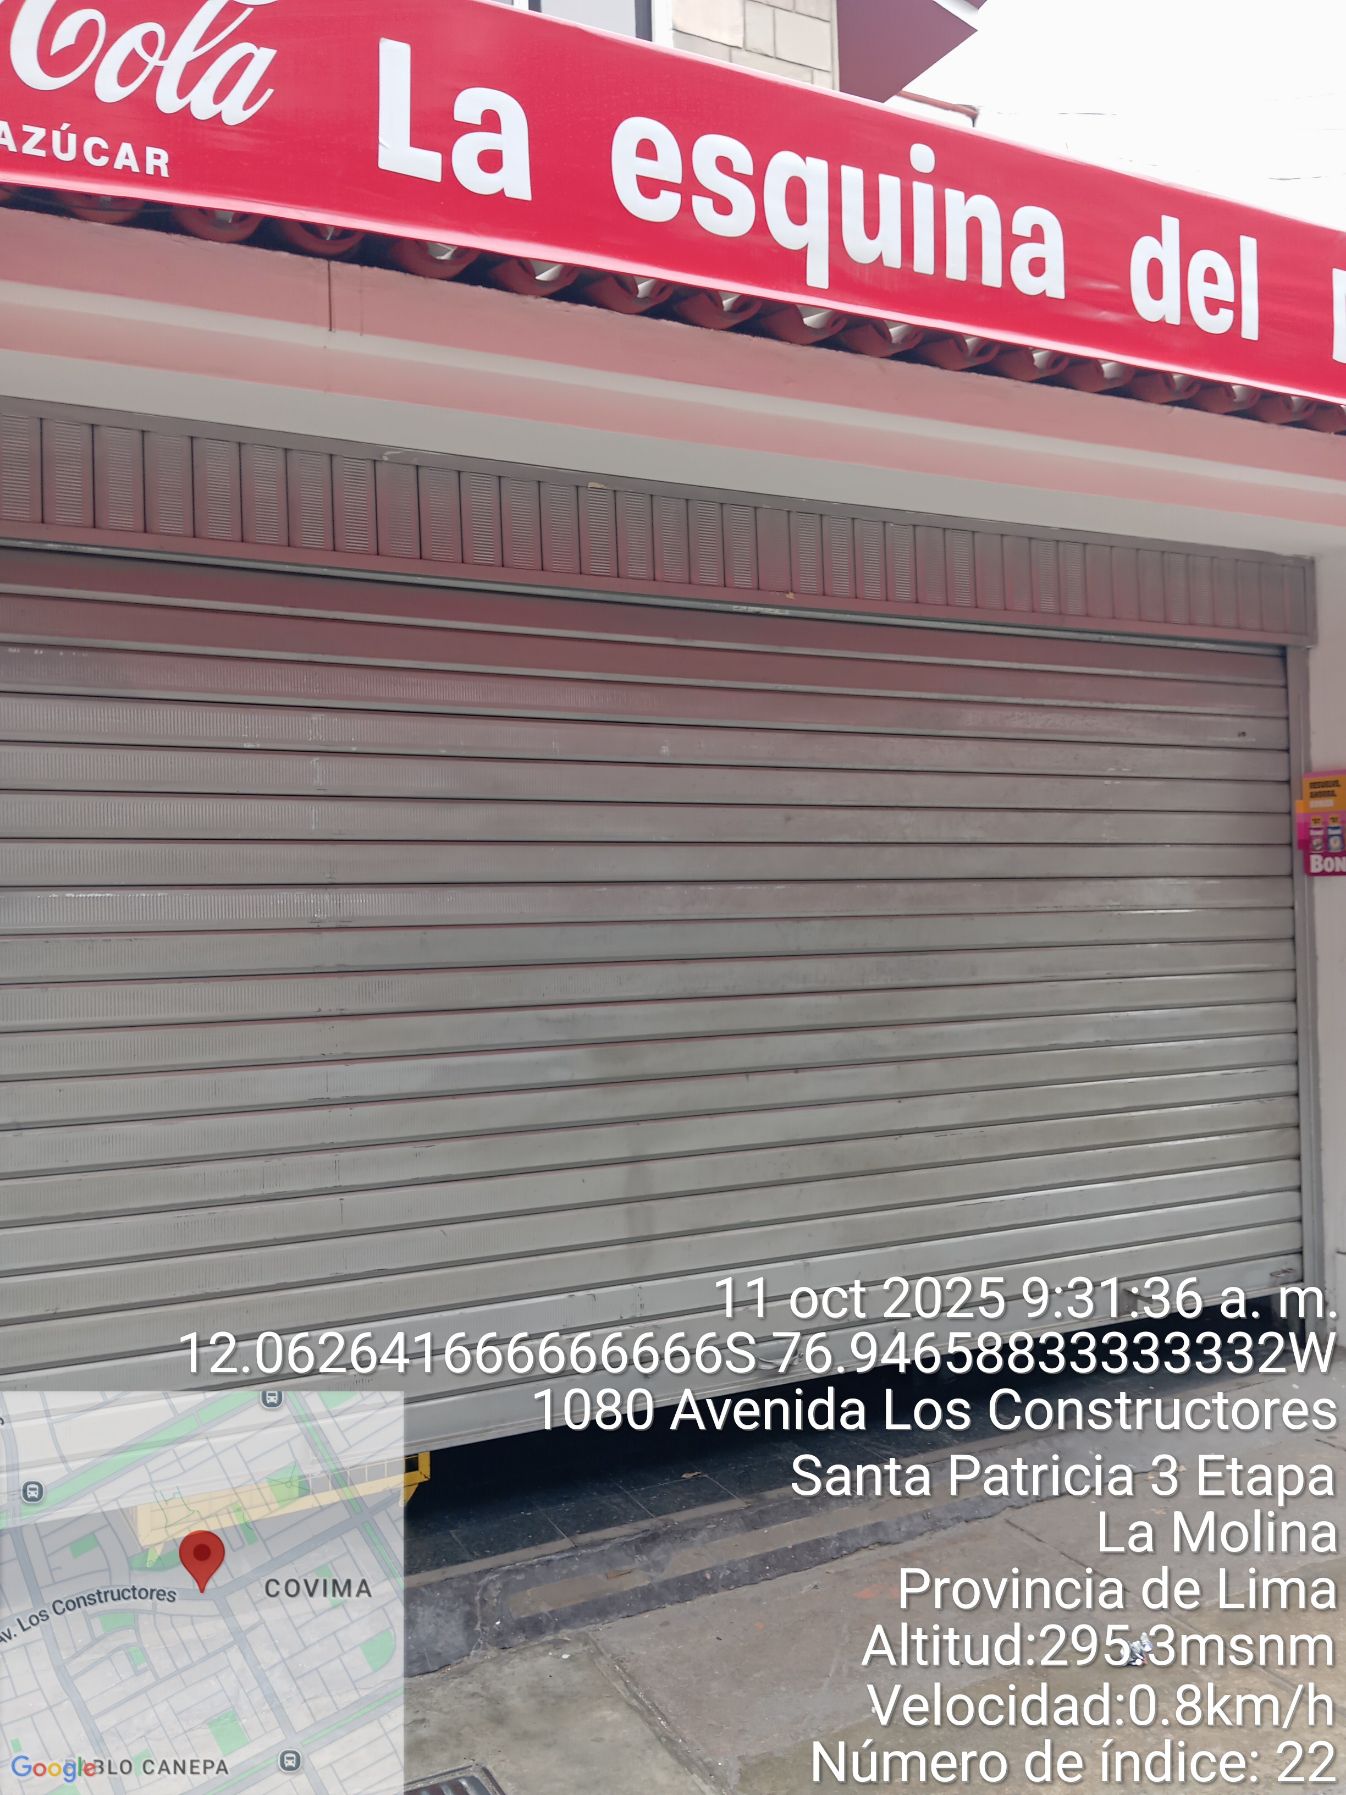 Cola
AZÚCAR
La esquina del
BON
11 oct 2025 9:31:36 a. m.
12.062641666666666S 76.94658833333332W
1080 Avenida Los Constructores
Santa Patricia 3 Etapa
La Molina
Provincia de Lima
Altitud:295.3msnm
Velocidad:0.8km/h
Número de índice: 22
Av. Los Constructores
COVIMA
Google
PABLO CANEPA